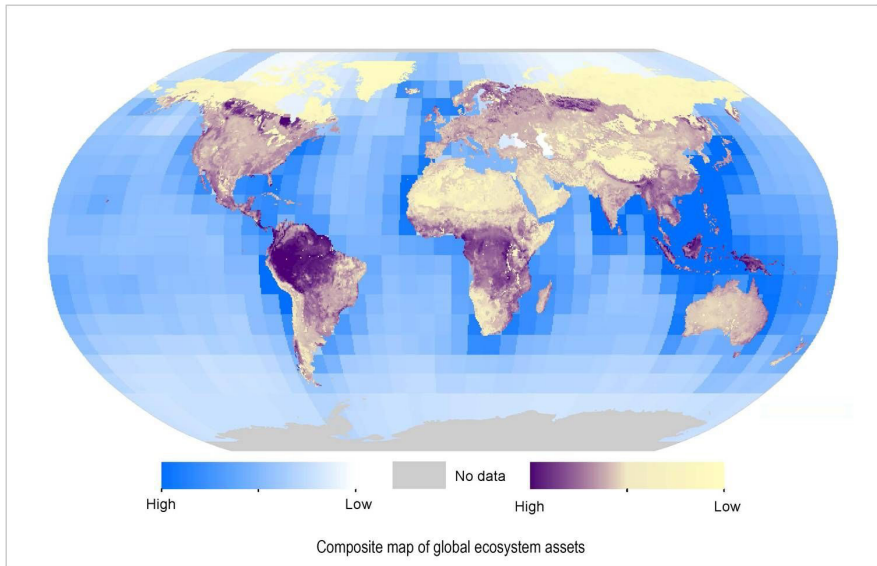 No data
High Low High Low
Composite map of global ecosystem assets